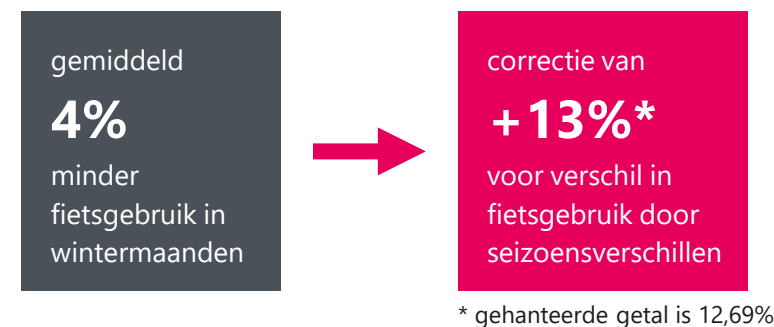 gemiddeld
4%
minder
fietsgebruik in
wintermaanden
correctie van
+13%*
voor verschil in
fietsgebruik door
seizoensverschillen
* gehanteerde getal is 12,69%